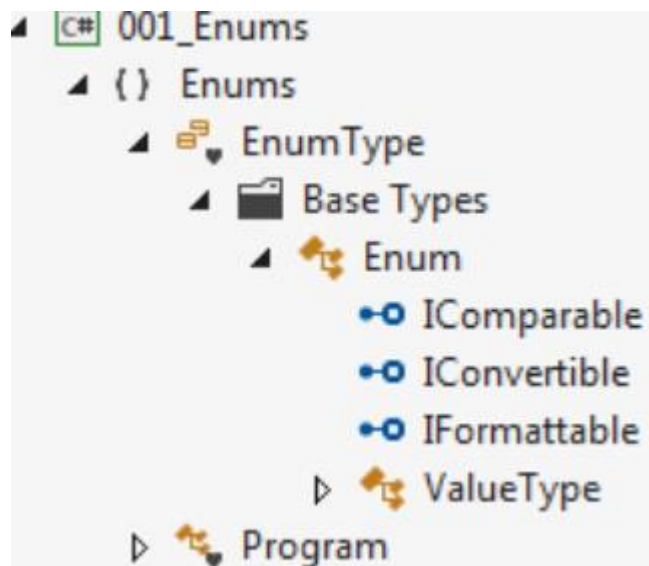 C# 001_Enums
{ } Enums
EnumType
Base Types
Enum
IComparable
IConvertible
IFormattable
ValueType
Program